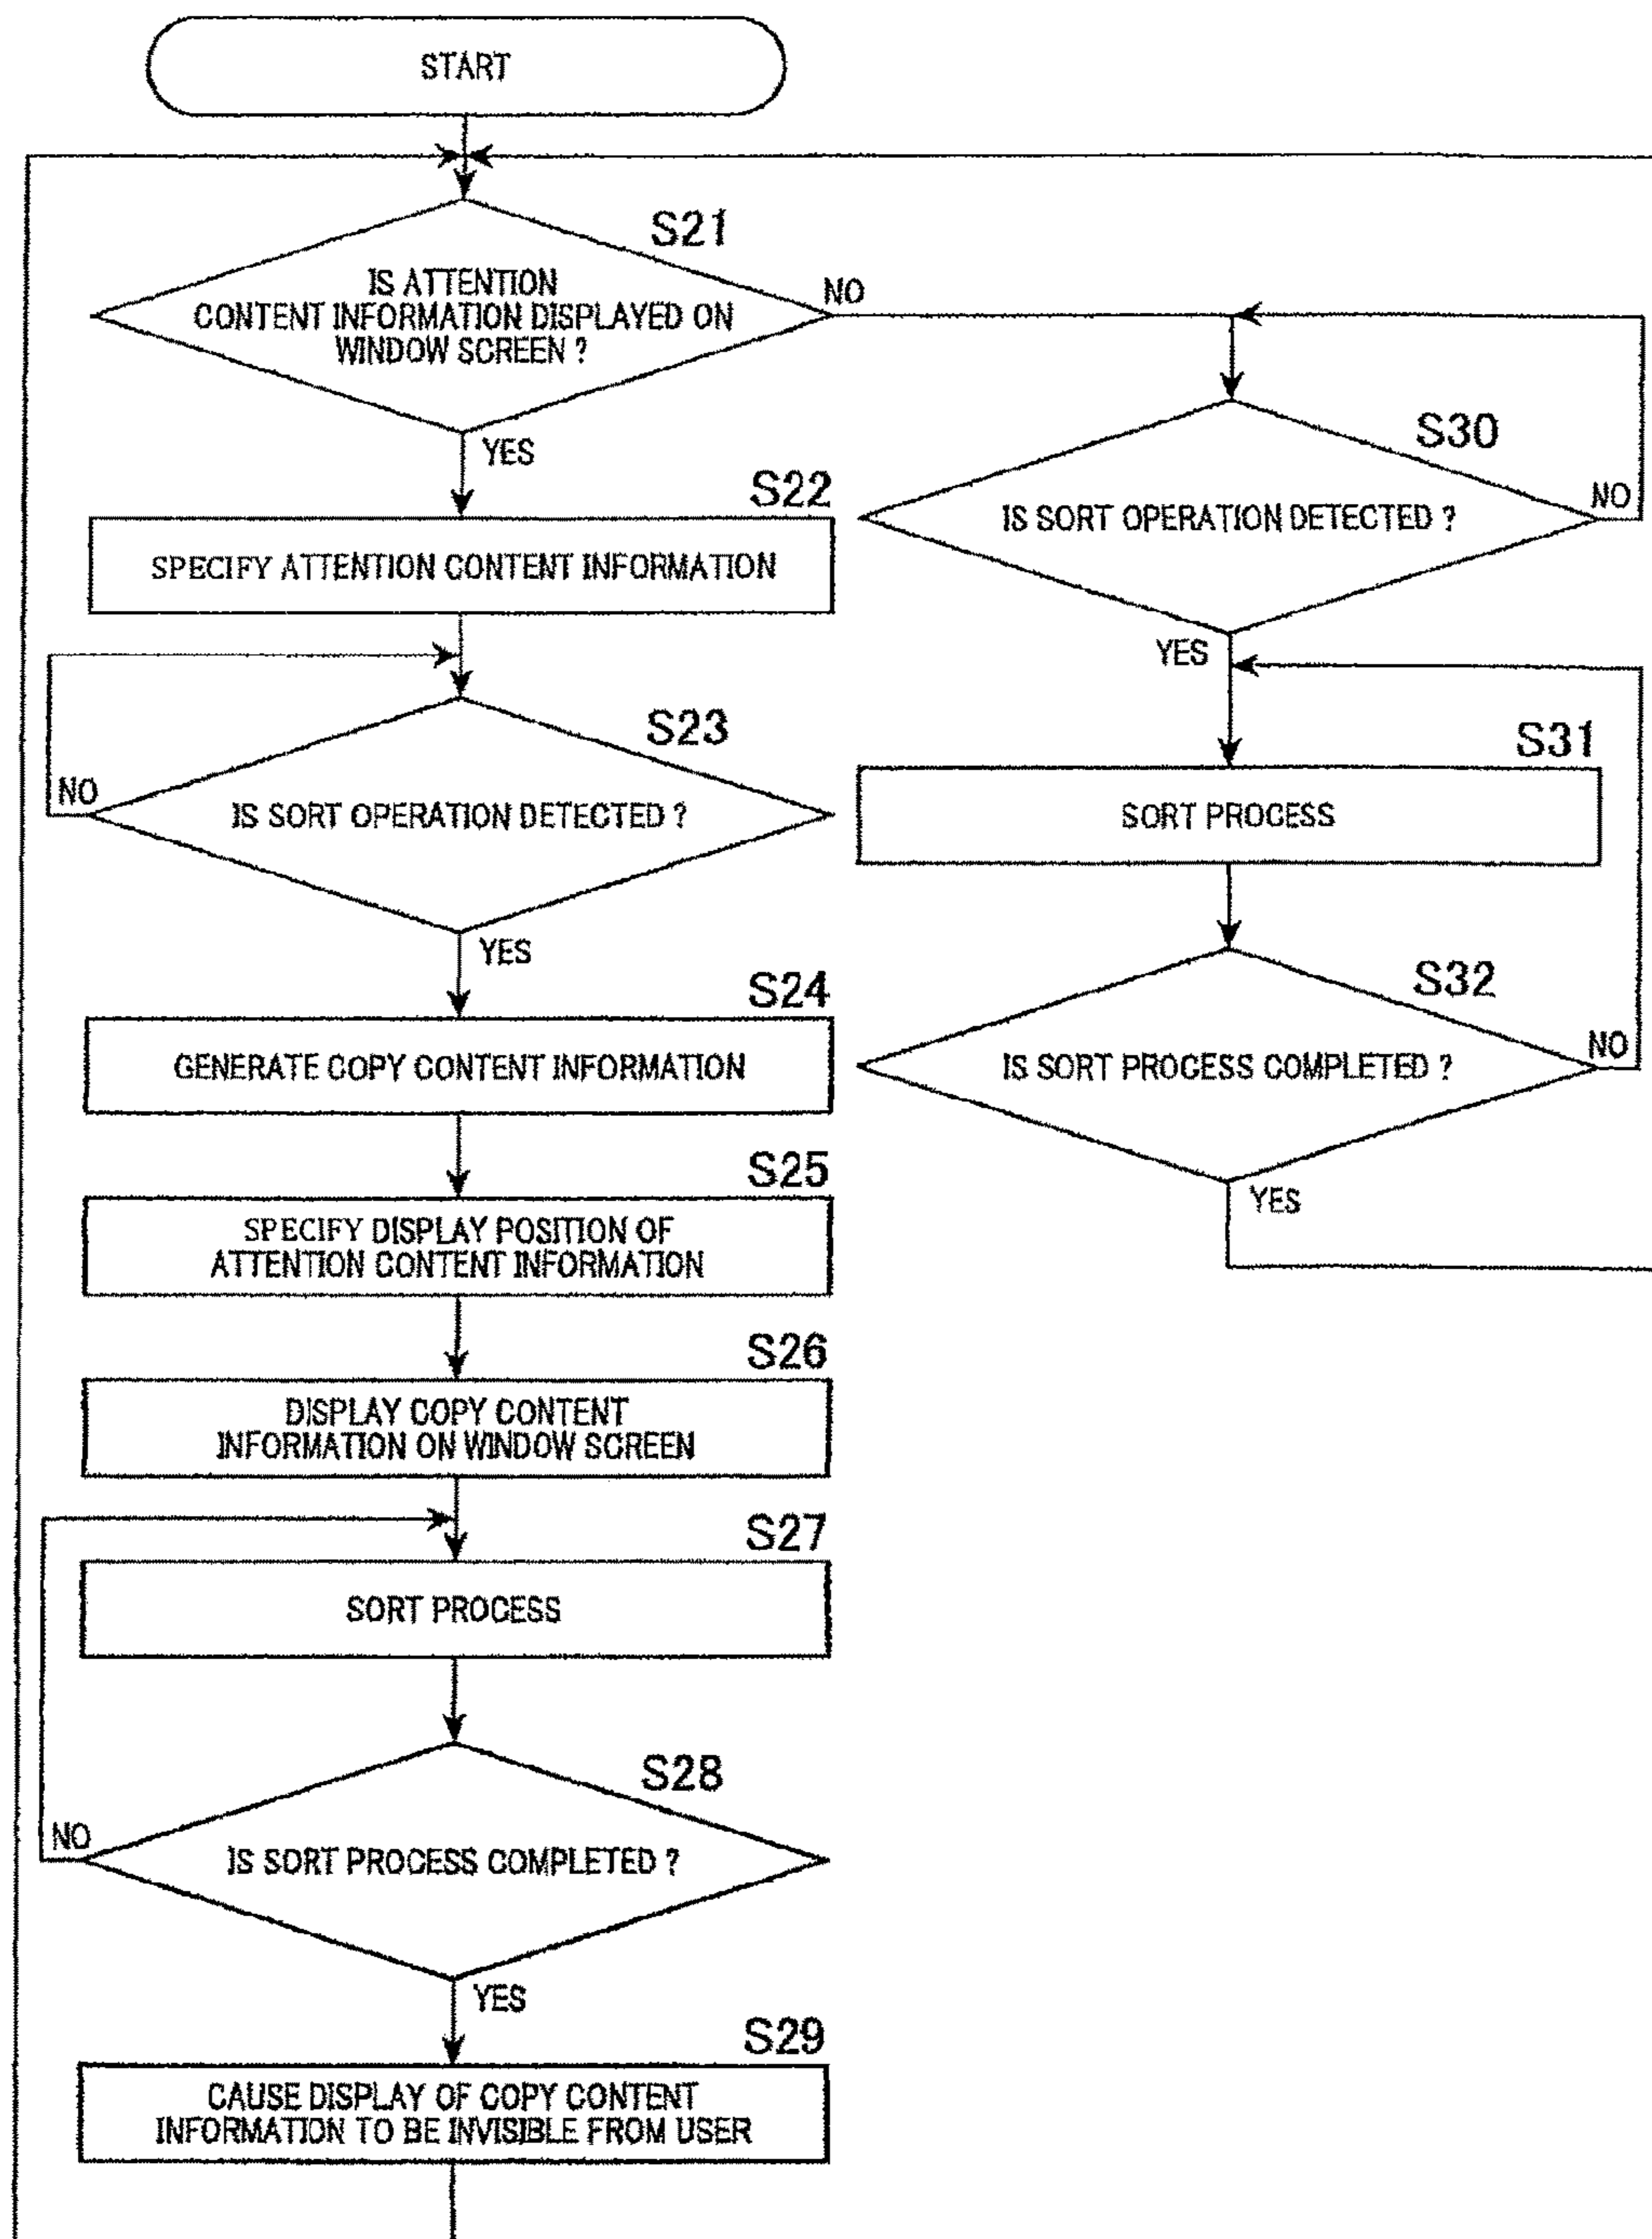 START
S21
IS ATTENTION
CONTENT INFORMATION DISPLAYED ON
WINDOW SCREEN ?
NO
YES
S22
SPECIFY ATTENTION CONTENT INFORMATION
S23
NO
IS SORT OPERATION DETECTED ?
YES
S24
GENERATE COPY CONTENT INFORMATION
S25
SPECIFY DISPLAY POSITION OF
ATTENTION CONTENT INFORMATION
S26
DISPLAY COPY CONTENT
INFORMATION ON WINDOW SCREEN
S27
SORT PROCESS
S28
NO
IS SORT PROCESS COMPLETED ?
YES
S29
CAUSE DISPLAY OF COPY CONTENT
INFORMATION TO BE INVISIBLE FROM USER
S30
IS SORT OPERATION DETECTED ?
NO
YES
S31
SORT PROCESS
S32
IS SORT PROCESS COMPLETED ?
NO
YES